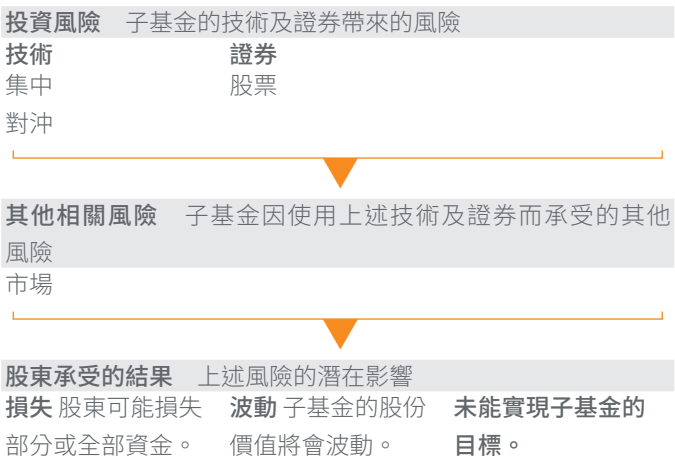 投資風險 子基金的技術及證券帶來的風險
技術 證券
集中 股票
對沖
其他相關風險 子基金因使用上述技術及證券而承受的其他
風險
市場
股東承受的結果 上述風險的潛在影響
損失 股東可能損失 波動 子基金的股份 未能實現子基金的
部分或全部資金。 價值將會波動。 目標。